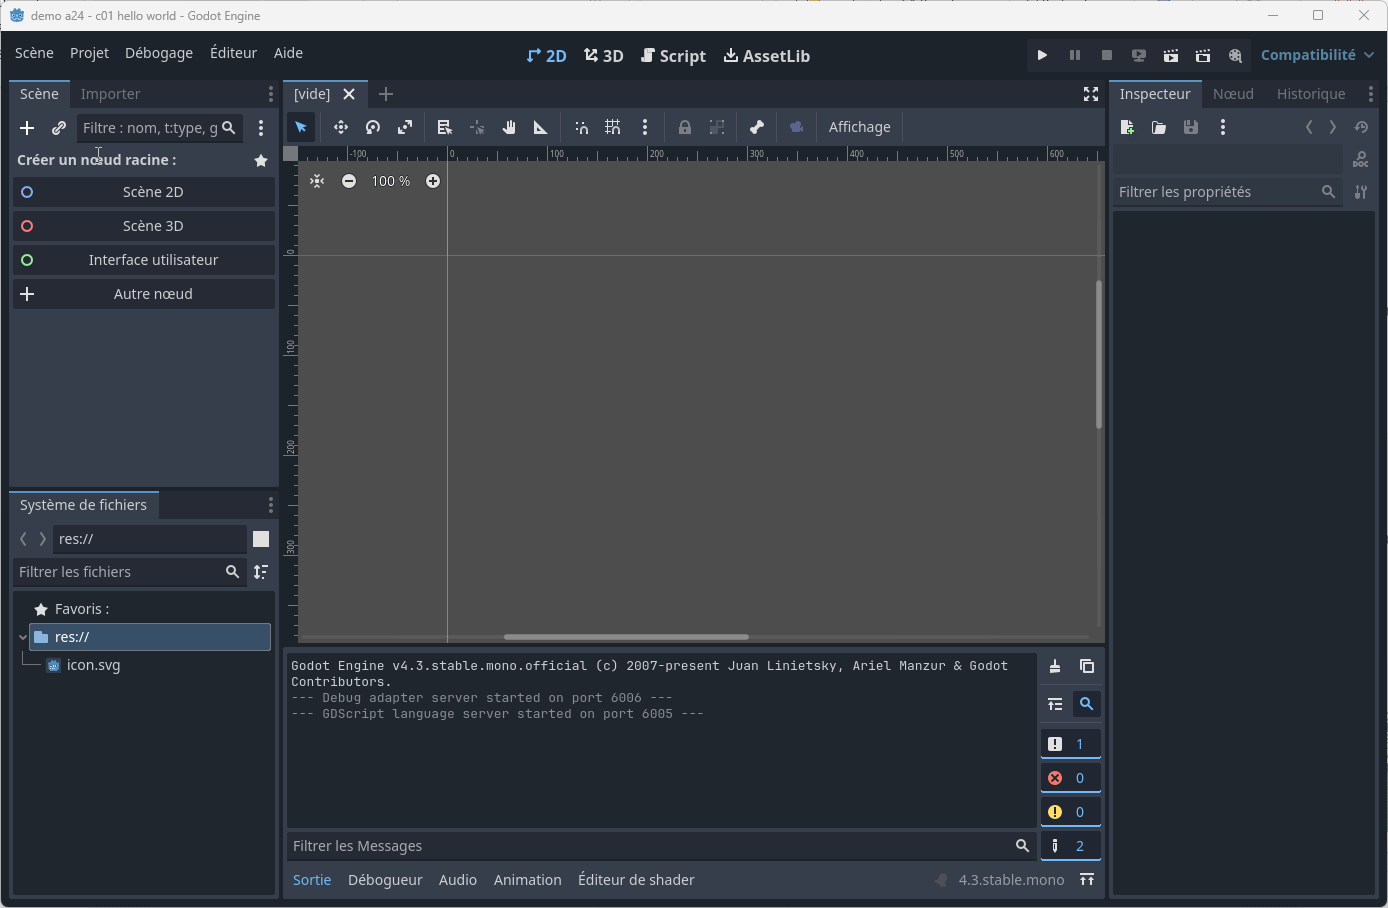 demo a24 - c01 hello world - Godot Engine
Scène Projet Débogage Éditeur Aide
2D 3D Script AssetLib
Compatibilité
Scène Importer
Filtre : nom, t:type, g
Créer un nœud racine :
Scène 2D
Scène 3D
Interface utilisateur
Autre nœud
Système de fichiers
res://
Filtrer les fichiers
Favoris :
res://
icon.svg
[vide]
Affichage
-100 0 100 200 300 400 500 600
100 %
0
100
200
300
Godot Engine v4.3.stable.mono.official (c) 2007-present Juan Linietsky, Ariel Manzur & Godot
Contributors.
--- Debug adapter server started on port 6006 ---
--- GDScript language server started on port 6005 ---
1
0
0
2
Filtrer les Messages
Sortie Débogueur Audio Animation Éditeur de shader
4.3.stable.mono
Inspecteur Nœud Historique
DOC
Filtrer les propriétés